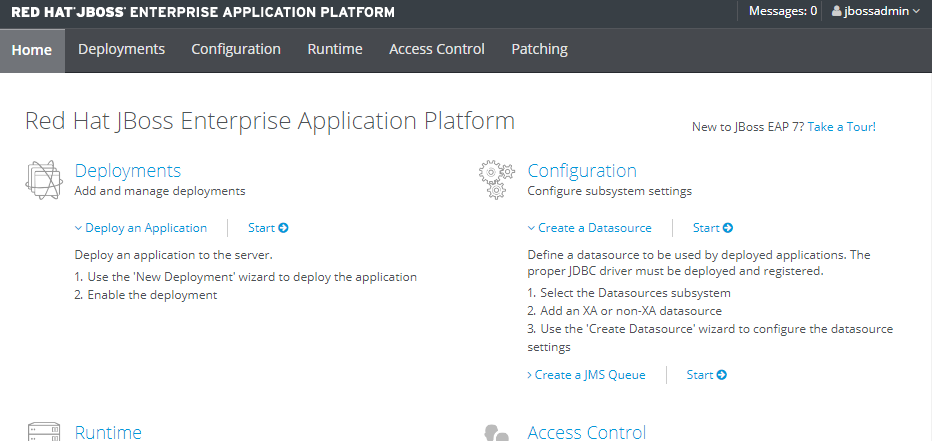 RED HAT® JBOSS® ENTERPRISE APPLICATION PLATFORM
Messages: 0
jbossadmin
Home
Deployments
Configuration
Runtime
Access Control
Patching
Red Hat JBoss Enterprise Application Platform
New to JBoss EAP 7? Take a Tour!
Deployments
Add and manage deployments
Deploy an Application
Start
Deploy an application to the server.
1. Use the 'New Deployment' wizard to deploy the application
2. Enable the deployment
Configuration
Configure subsystem settings
Create a Datasource
Start
Define a datasource to be used by deployed applications. The
proper JDBC driver must be deployed and registered.
1. Select the Datasources subsystem
2. Add an XA or non-XA datasource
3. Use the 'Create Datasource' wizard to configure the datasource
settings
Create a JMS Queue
Start
Runtime
Access Control